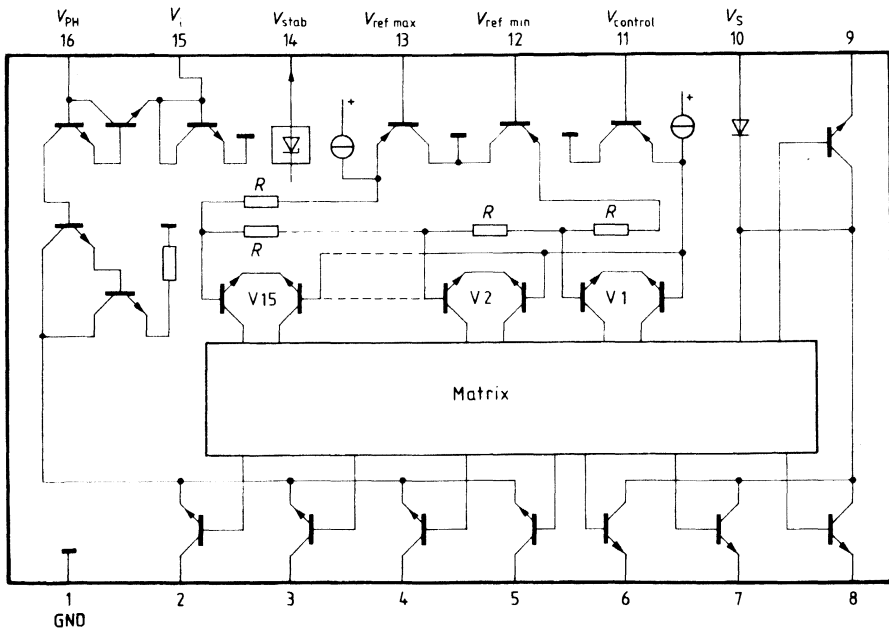 V_PH V_i V_stab V_ref max V_ref min V_control V_S
16 15 14 13 12 11 10 9
+ +
R
R R R
V15 V2 V1
Matrix
1 2 3 4 5 6 7 8
GND